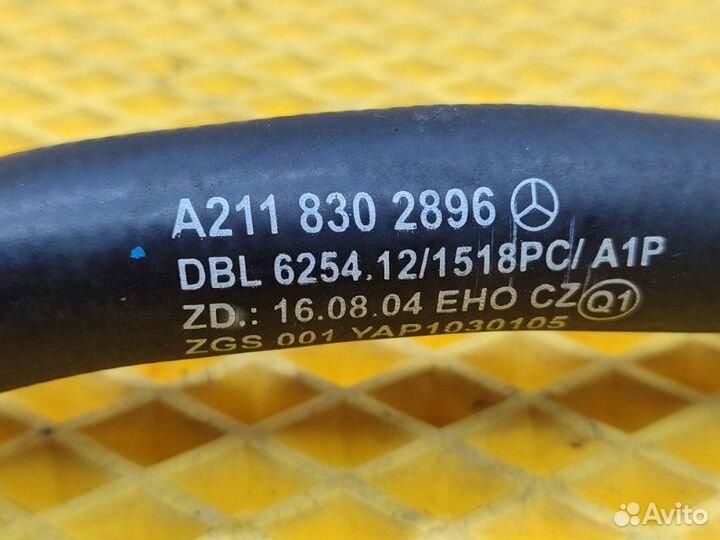 A211 830 2896
DBL 6254.12/1518PC/ A1P
ZD.: 16.08.04 EHO CZ Q1
ZGS 001 YAP1030105
Avito